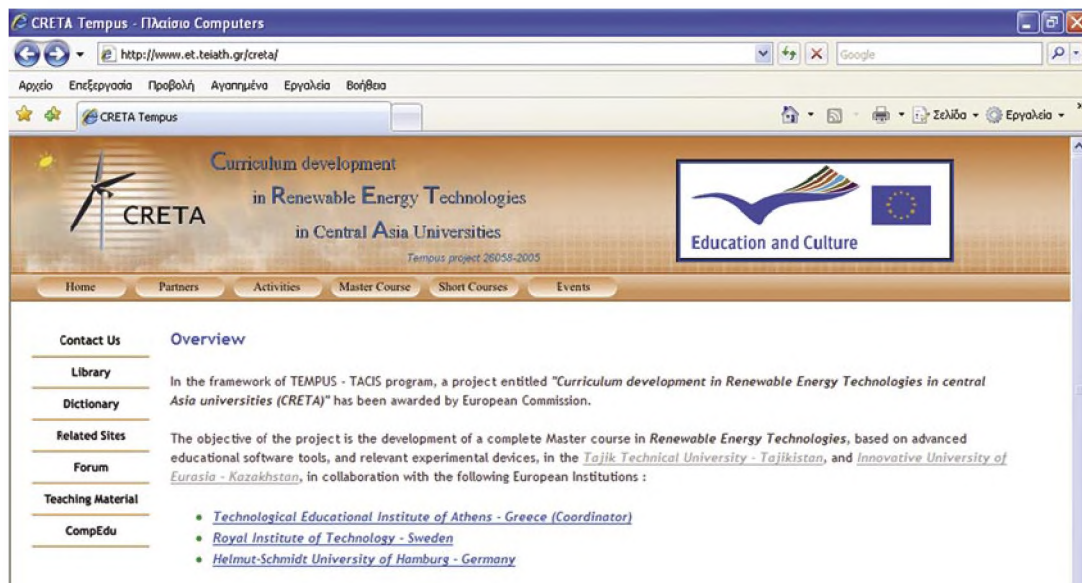 CRETA Tempus - Πλαίσιο Computers
http://www.et.teiath.gr/creta/
Google
Αρχείο Επεξεργασία Προβολή Αγαπημένα Εργαλεία Βοήθεια
CRETA Tempus
Σελίδα
Εργαλεία
CRETA
Curriculum development
in Renewable Energy Technologies
in Central Asia Universities
Tempus project 26058-2005
Education and Culture
Home Partners Activities Master Course Short Courses Events
Contact Us
Library
Dictionary
Related Sites
Forum
Teaching Material
CompEdu
Overview
In the framework of TEMPUS - TACIS program, a project entitled "Curriculum development in Renewable Energy Technologies in central
Asia universities (CRETA)" has been awarded by European Commission.
The objective of the project is the development of a complete Master course in Renewable Energy Technologies, based on advanced
educational software tools, and relevant experimental devices, in the Tajik Technical University - Tajikistan, and Innovative University of
Eurasia - Kazakhstan, in collaboration with the following European Institutions :
Technological Educational Institute of Athens - Greece (Coordinator)
Royal Institute of Technology - Sweden
Helmut-Schmidt University of Hamburg - Germany